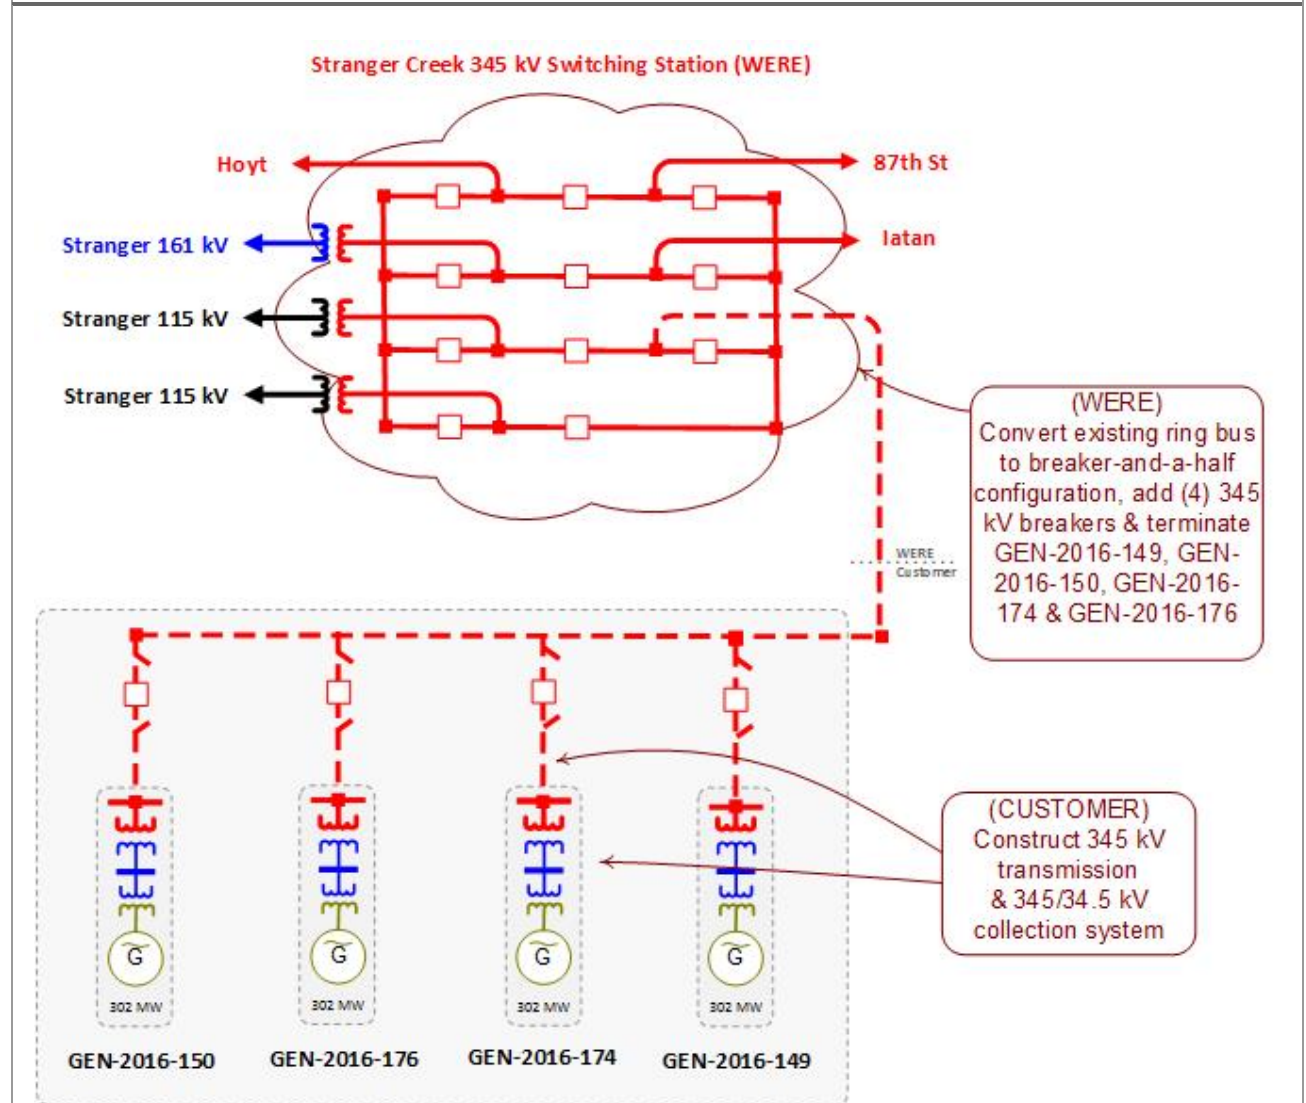 Stranger Creek 345 kV Switching Station (WERE)
Hoyt
87th St
Stranger 161 kV
Iatan
Stranger 115 kV
Stranger 115 kV
(WERE)
Convert existing ring bus
to breaker-and-a-half
configuration, add (4) 345
kV breakers & terminate
GEN-2016-149, GEN-
2016-150, GEN-2016-
174 & GEN-2016-176
WERE
Customer
(CUSTOMER)
Construct 345 kV
transmission
& 345/34.5 kV
collection system
G
G
G
G
302 MW
302 MW
302 MW
302 MW
GEN-2016-150
GEN-2016-176
GEN-2016-174
GEN-2016-149